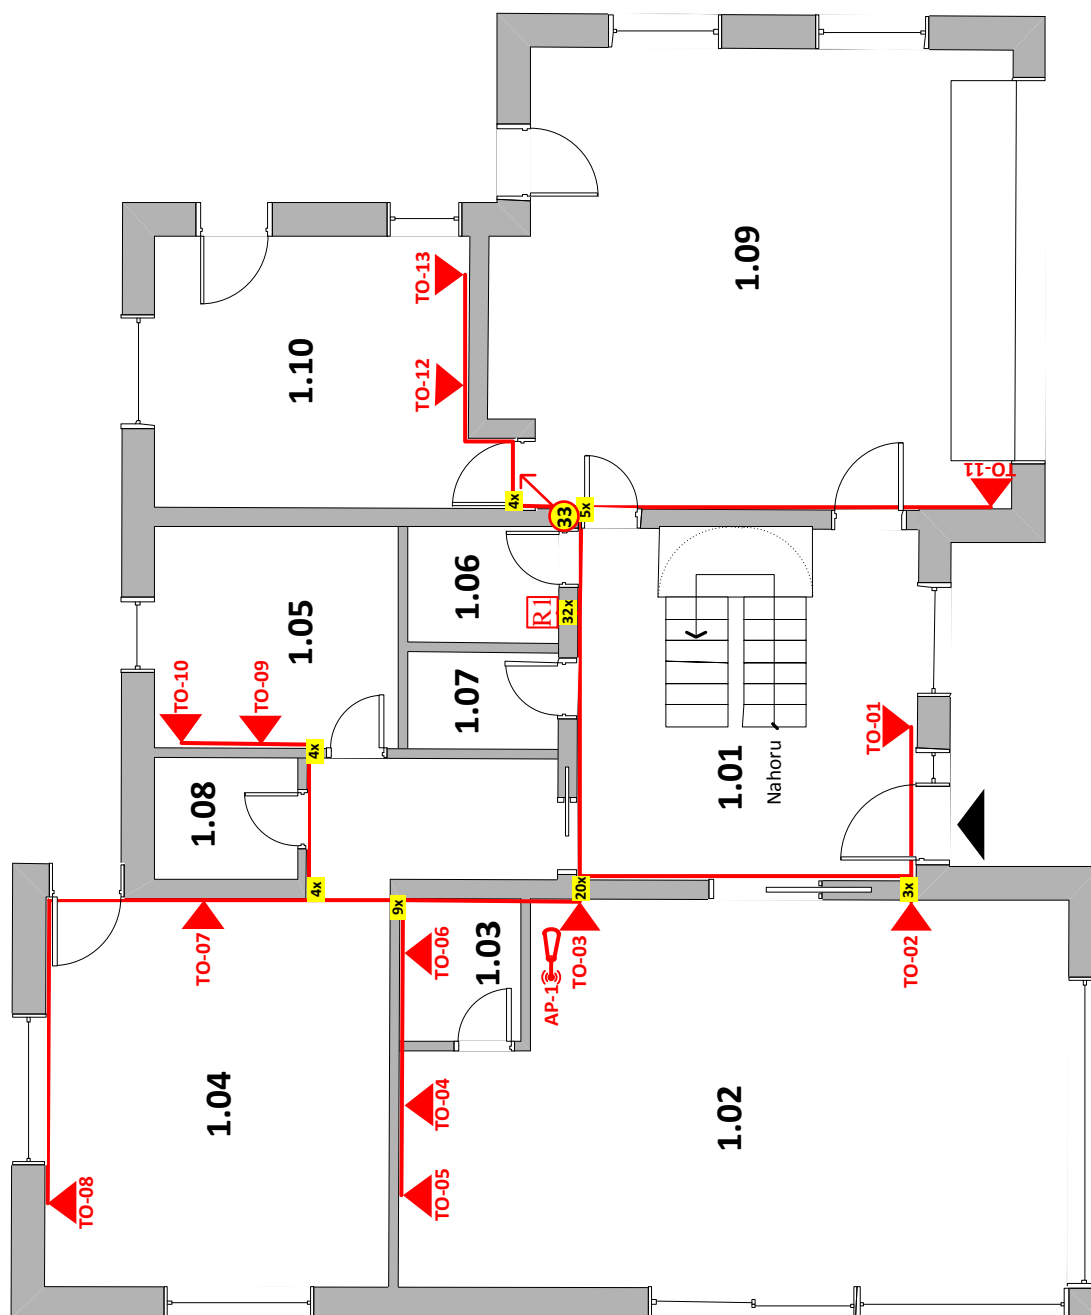 1.09
TO-13
1.10
TO-12
TO-11
4x
33
5x
1.06
R1
32x
1.05
TO-10
TO-09
1.07
TO-01
4x
1.01
Nahoru
1.08
4x
20x
3x
9x
TO-07
TO-06
1.03
TO-03
TO-02
AP-1
1.04
TO-04
1.02
TO-05
TO-08